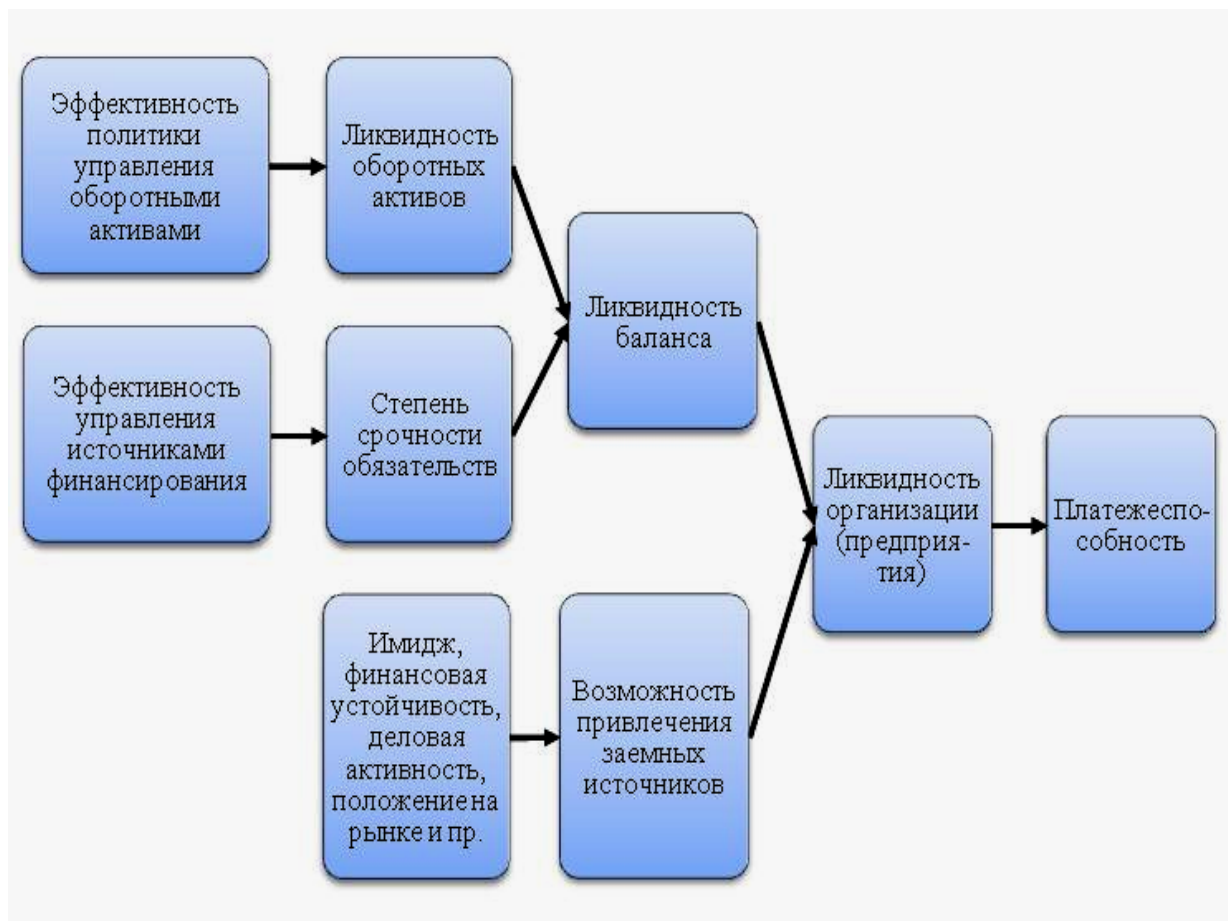 Эффективность
политики
управления
оборотными
активами
Ликвидность
оборотных
активов
Ликвидность
баланса
Эффективность
управления
источниками
финансирования
Степень
срочности
обязательств
Ликвидность
организации
(предприя-
тия)
Платежеспо-
собность
Имидж,
финансовая
устойчивость,
деловая
активность,
положение на
рынке и пр.
Возможность
привлечения
заемных
источников